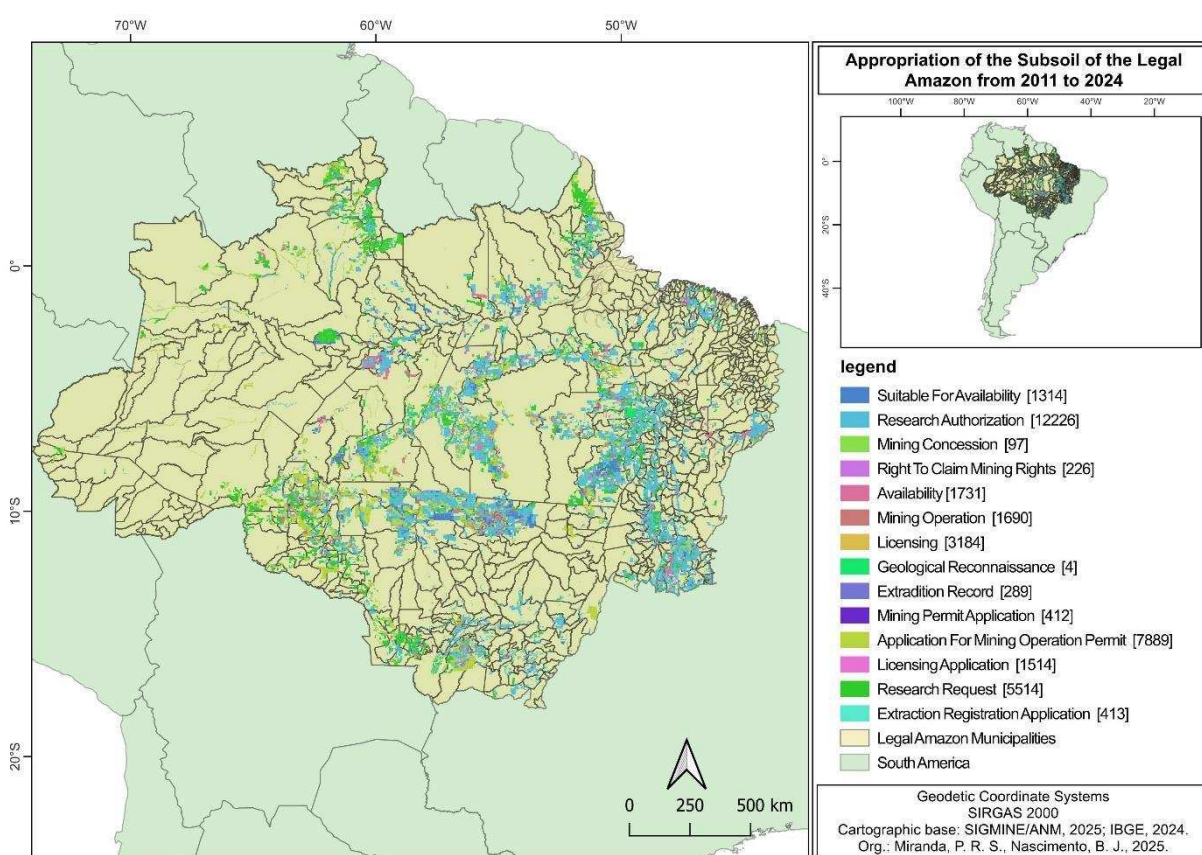 70°W
60°W
50°W
0°
10°S
20°S
0
250
500 km
Appropriation of the Subsoil of the Legal
Amazon from 2011 to 2024
100°W
80°W
60°W
40°W
20°W
0°
20°S
40°S
legend
Suitable For Availability [1314]
Research Authorization [12226]
Mining Concession [97]
Right To Claim Mining Rights [226]
Availability [1731]
Mining Operation [1690]
Licensing [3184]
Geological Reconnaissance [4]
Extradition Record [289]
Mining Permit Application [412]
Application For Mining Operation Permit [7889]
Licensing Application [1514]
Research Request [5514]
Extraction Registration Application [413]
Legal Amazon Municipalities
South America
Geodetic Coordinate Systems
SIRGAS 2000
Cartographic base: SIGMINE/ANM, 2025; IBGE, 2024.
Org.: Miranda, P. R. S., Nascimento, B. J., 2025.